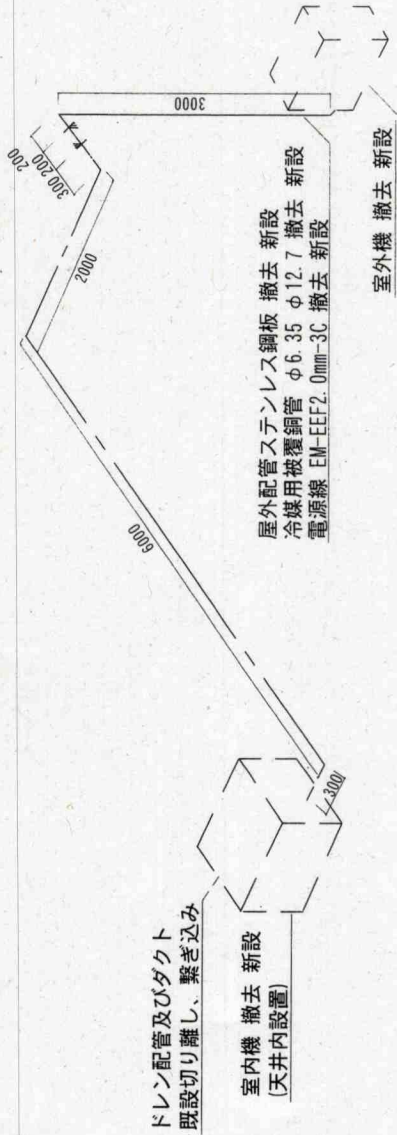 ドレン配管及びダクト
既設切り離し、繋ぎ込み
室内機 撤去 新設
(天井内設置)
300
6000
2000
300
200
200
3000
屋外配管ステンレス鋼板 撤去 新設
冷媒用被覆銅管 φ6.35 φ12.7 撤去 新設
電源線 EM-EEF2.0mm-3C 撤去 新設
室外機 撤去 新設